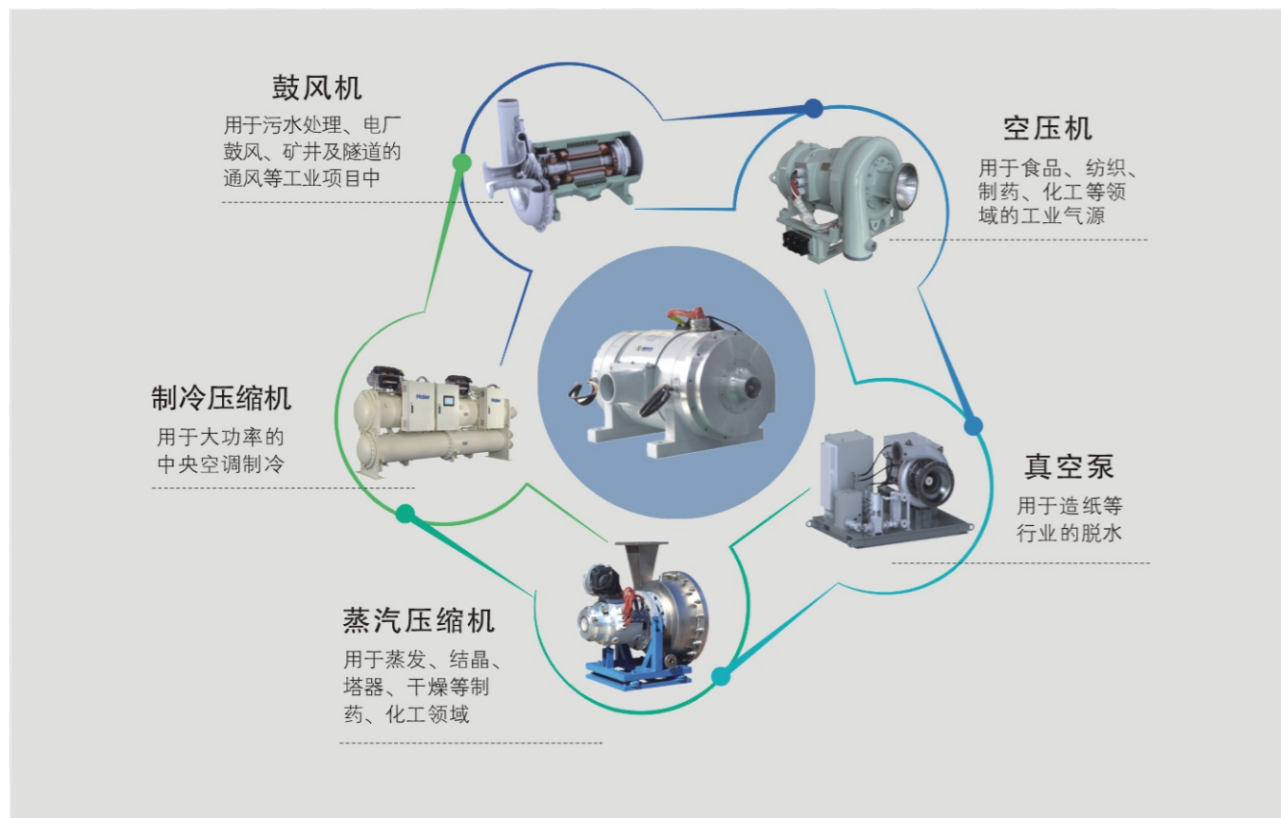 鼓风机
用于污水处理、电厂
鼓风、矿井及隧道的
通风等工业项目中
空压机
用于食品、纺织、
制药、化工等领
域的工业气源
制冷压缩机
用于大功率的
中央空调制冷
Haier
真空泵
用于造纸等
行业的脱水
蒸汽压缩机
用于蒸发、结晶、
塔器、干燥等制
药、化工领域